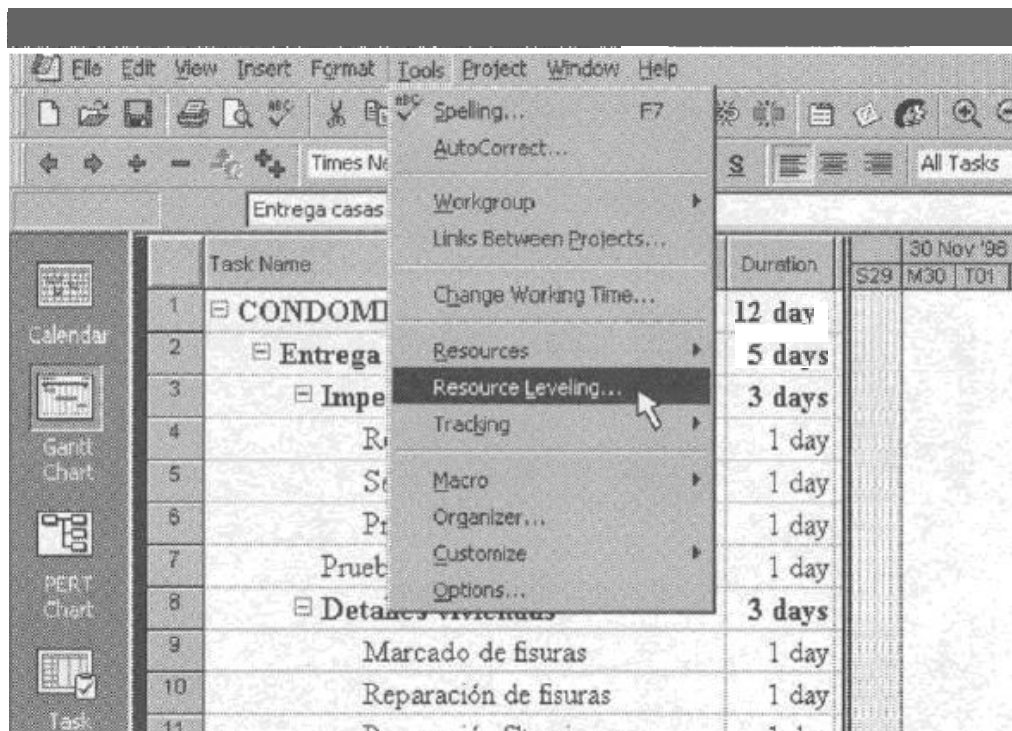 File Edit View Insert Format Tools Project Window Help
Spelling... F7
AutoCorrect...
Workgroup
Links Between Projects...
Change Working Time...
Resources
Resource Leveling...
Tracking
Macro
Organizer...
Customize
Options...
Times Ne
S
All Tasks
Entrega casas
Task Name Duration 30 Nov '98
S29 M30 T01
1 CONDOMI 12 day
2 Entrega 5 days
3 Impe 3 days
4 Re 1 day
5 Se 1 day
6 Pr 1 day
7 Prueb 1 day
8 Detalles viviendas 3 days
9 Marcado de fisuras 1 day
10 Reparación de fisuras 1 day
11
Calendar
Gantt
Chart
PERT
Chart
Task